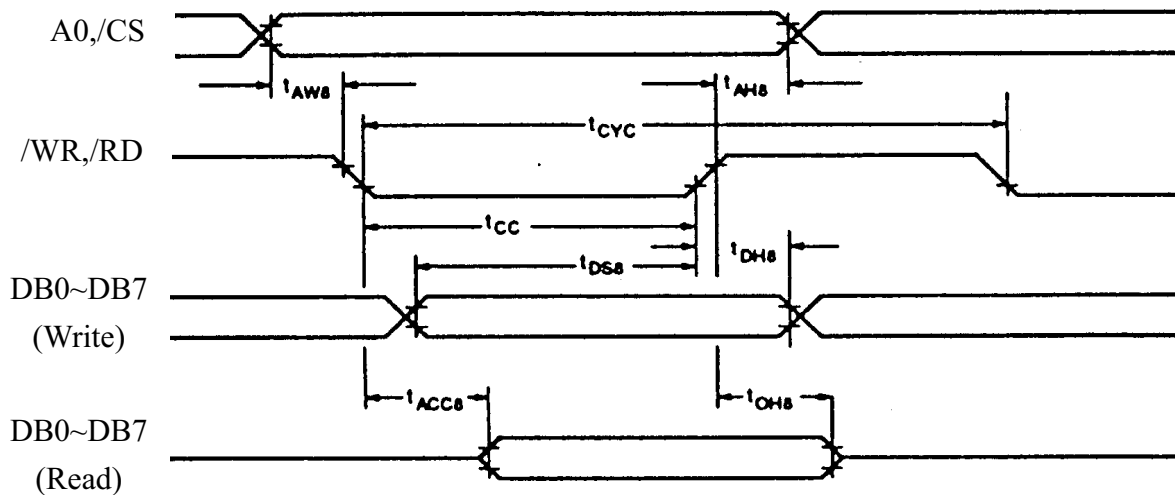 A0,/CS
tAW8
tAH8
tCYC
/WR,/RD
tCC
tDS8
tDH8
DB0~DB7
(Write)
tACC8
tOH8
DB0~DB7
(Read)